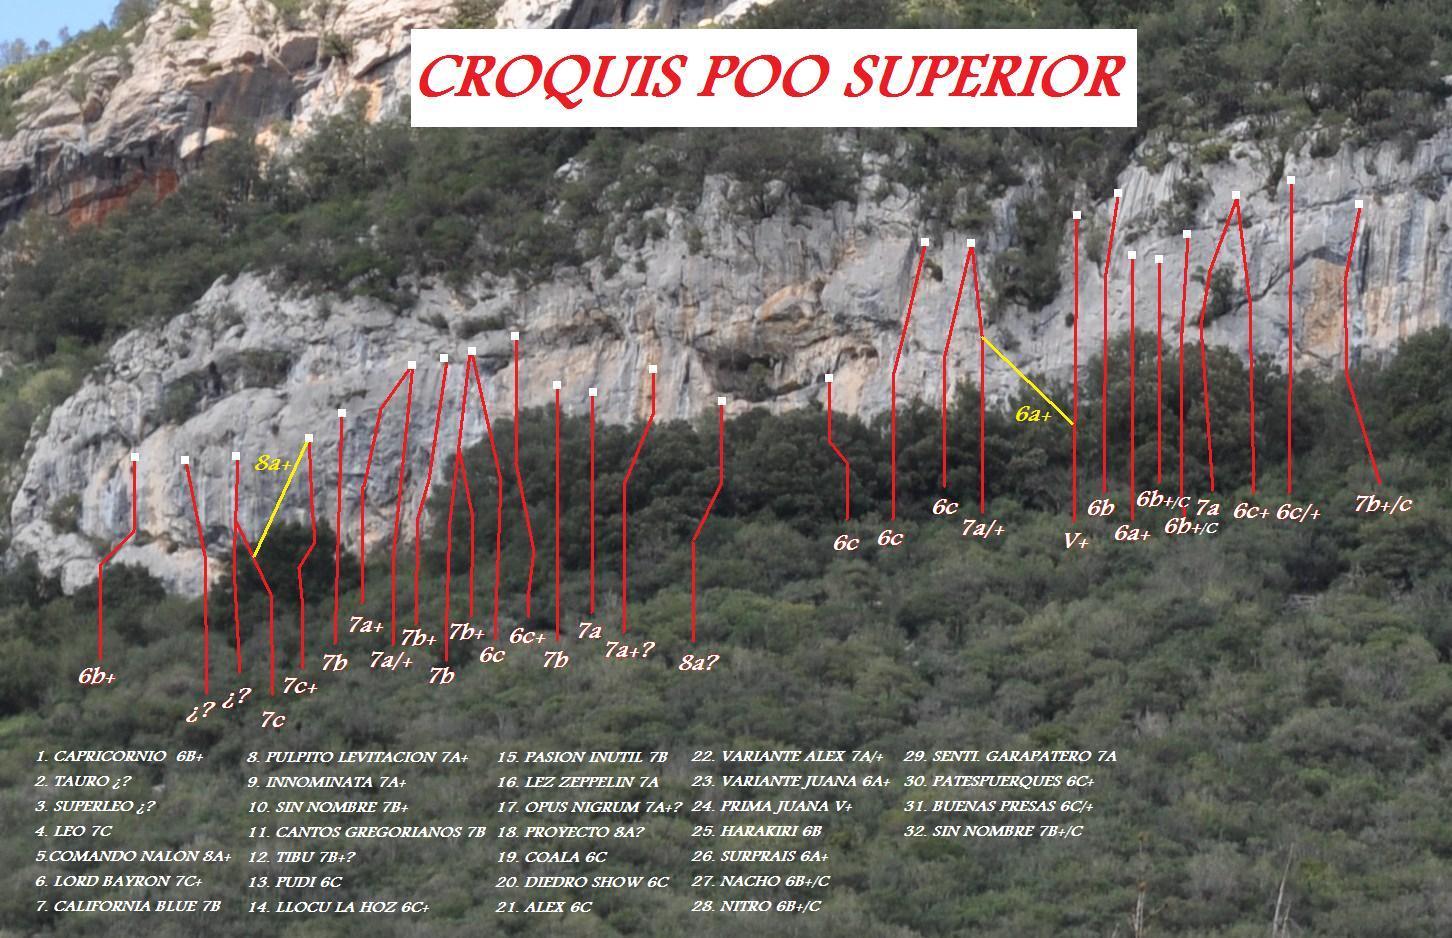 CROQUIS POO SUPERIOR
8a+
6a+
6b+
¿?
¿?
7c
7c+
7b
7a+
7a/+
7b+
7b
7b+
6c
6c+
7b
7a
7a+?
8a?
6c
6c
6c
7a/+
V+
6b
6a+
6b+/c
6b+/c
7a
6c+
6c/+
7b+/c
1. CAPRICORNIO 6B+
2. TAURO ¿?
3. SUPERLEO ¿?
4. LEO 7C
5.COMANDO NALON 8A+
6. LORD BAYRON 7C+
7. CALIFORNIA BLUE 7B
8. PULPITO LEVITACION 7A+
9. INNOMINATA 7A+
10. SIN NOMBRE 7B+
11. CANTOS GREGORIANOS 7B
12. TIBU 7B+?
13. PUDI 6C
14. LLOCU LA HOZ 6C+
15. PASION INUTIL 7B
16. LEZ ZEPPELIN 7A
17. OPUS NIGRUM 7A+?
18. PROYECTO 8A?
19. COALA 6C
20. DIEDRO SHOW 6C
21. ALEX 6C
22. VARIANTE ALEX 7A/+
23. VARIANTE JUANA 6A+
24. PRIMA JUANA V+
25. HARAKIRI 6B
26. SURPRAIS 6A+
27. NACHO 6B+/C
28. NITRO 6B+/C
29. SENTI. GARAPATERO 7A
30. PATESPUERQUES 6C+
31. BUENAS PRESAS 6C/+
32. SIN NOMBRE 7B+/C